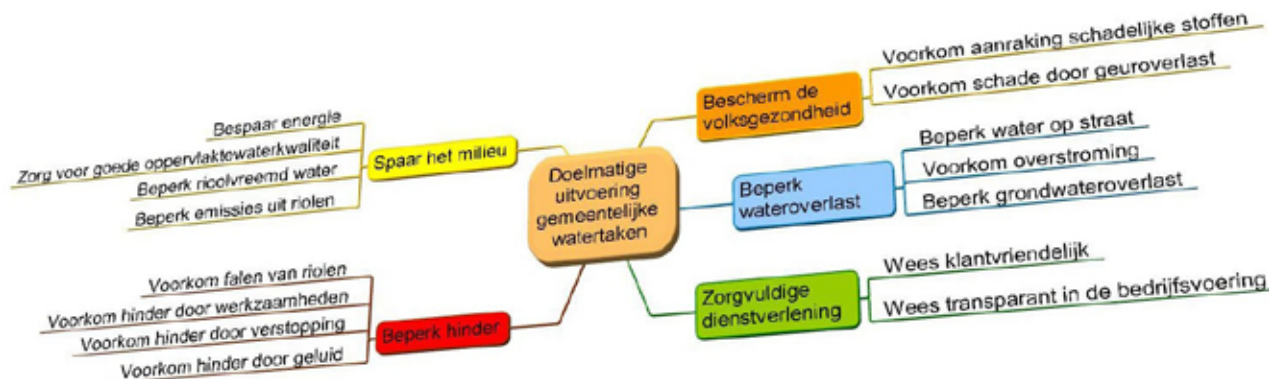 Doelmatige
uitvoering
gemeentelijke
watertaken
Bescherm de
volksgezondheid
Voorkom aanraking schadelijke stoffen
Voorkom schade door geuroverlast
Beperk
wateroverlast
Beperk water op straat
Voorkom overstroming
Beperk grondwateroverlast
Zorgvuldige
dienstverlening
Wees klantvriendelijk
Wees transparant in de bedrijfsvoering
Spaar het milieu
Bespaar energie
Zorg voor goede oppervlaktewaterkwaliteit
Beperk rioolvreemd water
Beperk emissies uit riolen
Beperk hinder
Voorkom falen van riolen
Voorkom hinder door werkzaamheden
Voorkom hinder door verstopping
Voorkom hinder door geluid